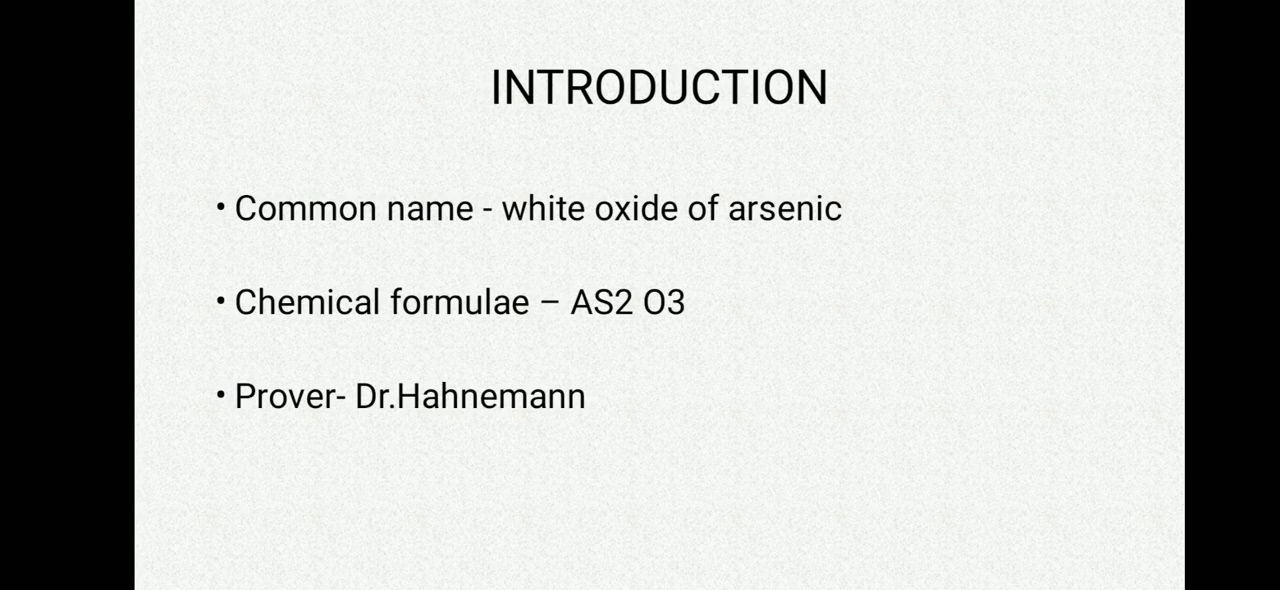 INTRODUCTION
• Common name - white oxide of arsenic
• Chemical formulae – AS2 O3
• Prover- Dr.Hahnemann